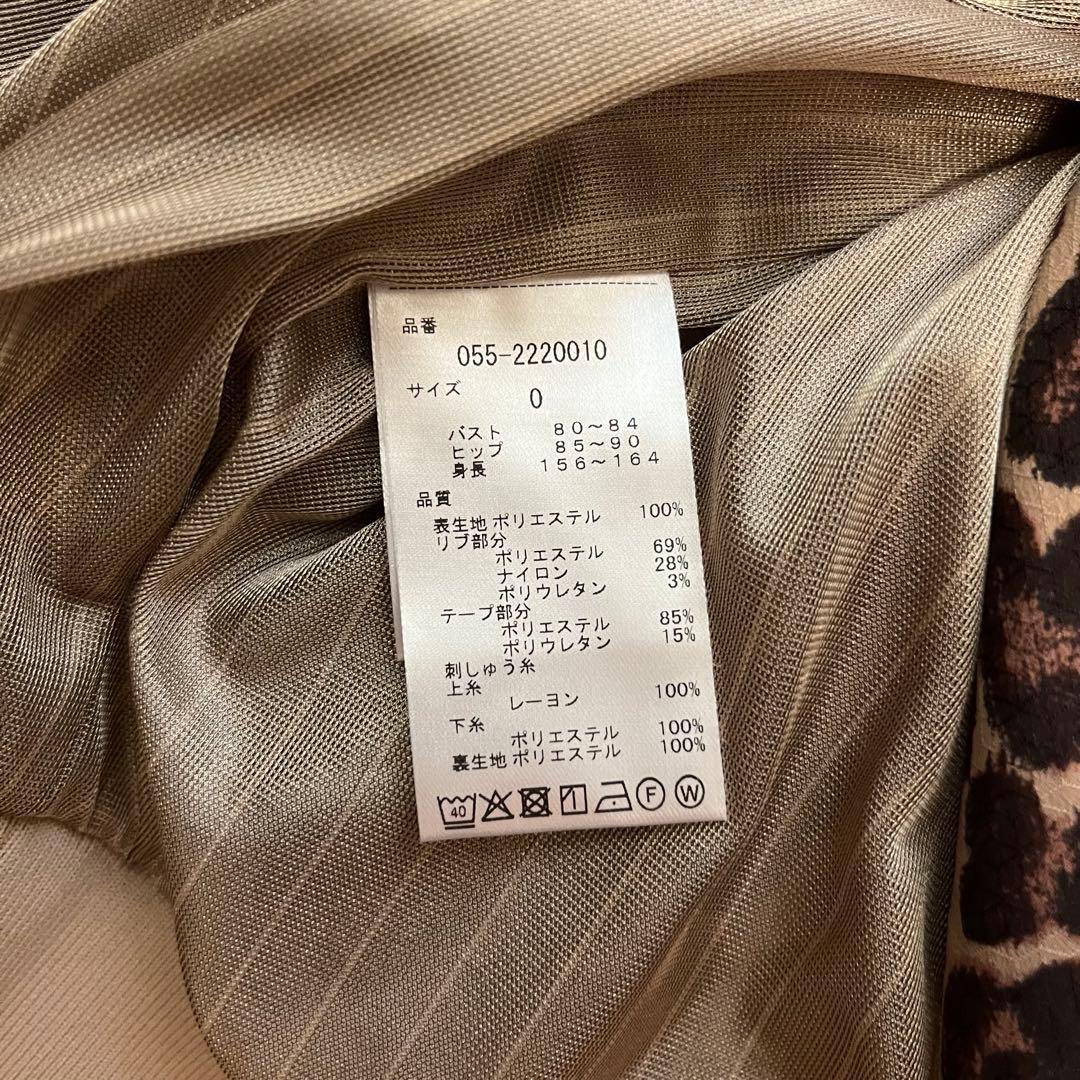 品番
055-2220010
サイズ
0
バスト 80～84
ヒップ 85～90
身長 156～164
品質
表生地 ポリエステル 100%
リブ部分
ポリエステル 69%
ナイロン 28%
ポリウレタン 3%
テープ部分
ポリエステル 85%
ポリウレタン 15%
刺しゅう糸
上糸
レーヨン 100%
下糸
ポリエステル 100%
裏生地 ポリエステル 100%
40 F W